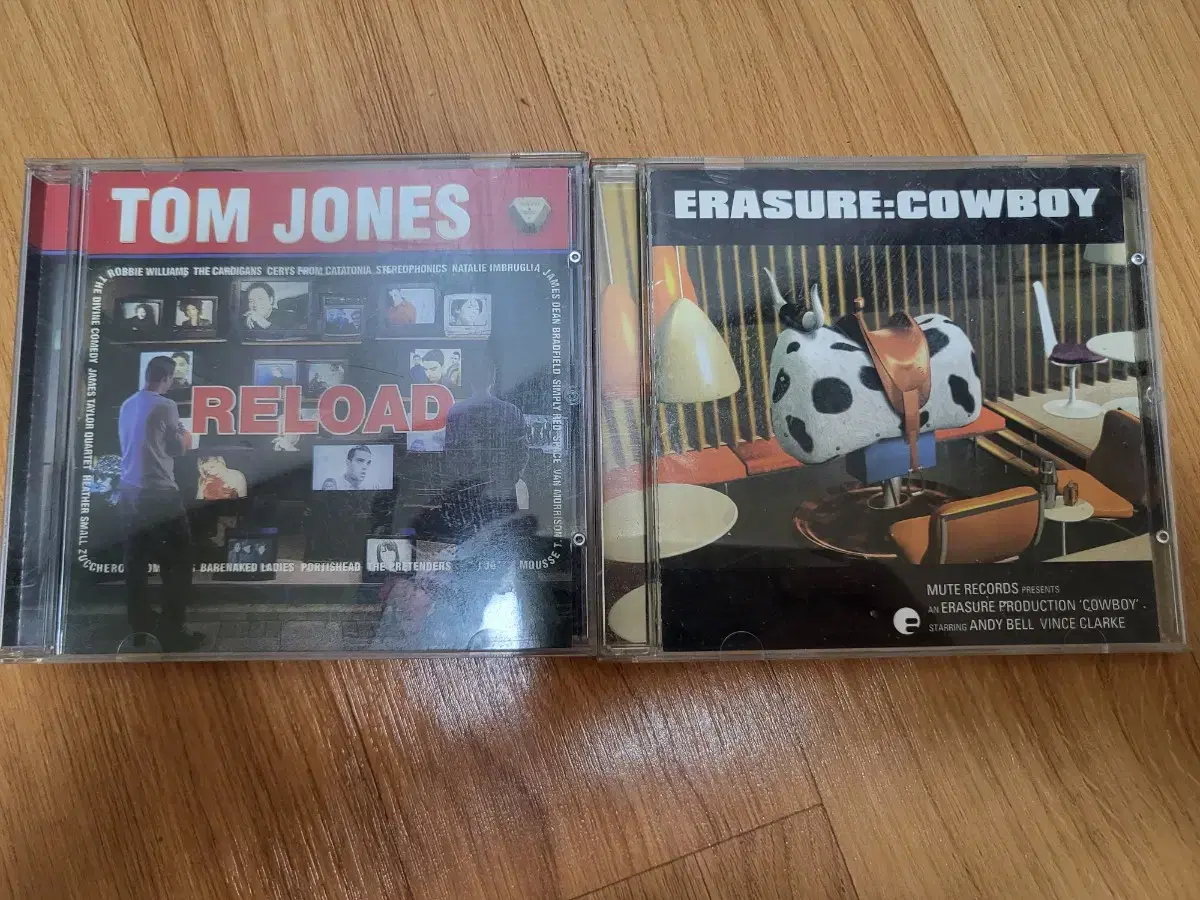 TOM JONES
ROBBIE WILLIAMS THE CARDIGANS CERYS FROM CATATONIA STEREOPHONICS NATALIE IMBRUGLIA
JAMES DEAN BRADFIELD SIMPLY RED SPACE VAN MORRISON
THE DIVINE COMEDY JAMES TAYLOR QUARTET HEATHER SMALL ZUCCHERO
RELOAD
BARENAKED LADIES PORTISHEAD THE PRETENDERS
MOUSSE T
ERASURE:COWBOY
MUTE RECORDS PRESENTS
AN ERASURE PRODUCTION 'COWBOY'.
e STARRING ANDY BELL VINCE CLARKE